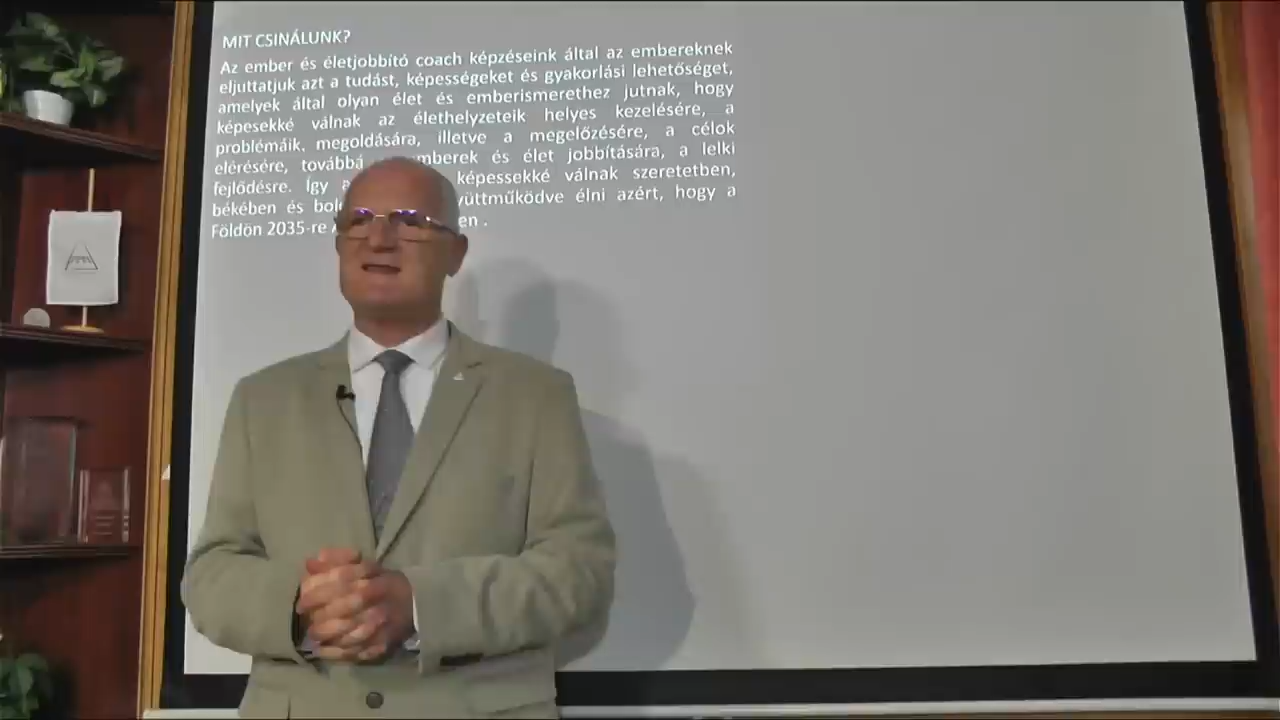 MIT CSINÁLUNK?
Az ember és életjobbító coach képzéseink által az embereknek
eljuttatjuk azt a tudást, képességeket és gyakorlási lehetőséget,
amelyek által olyan élet és emberismerethez jutnak, hogy
képesekké válnak az élethelyzeteik helyes kezelésére, a
problémáik. megoldására, illetve a megelőzésére, a célok
elérésére, továbbá emberek és élet jobbítására, a lelki
fejlődésre. Így képessekké válnak szeretetben,
békében és élni azért, hogy a
Földön 2035-re